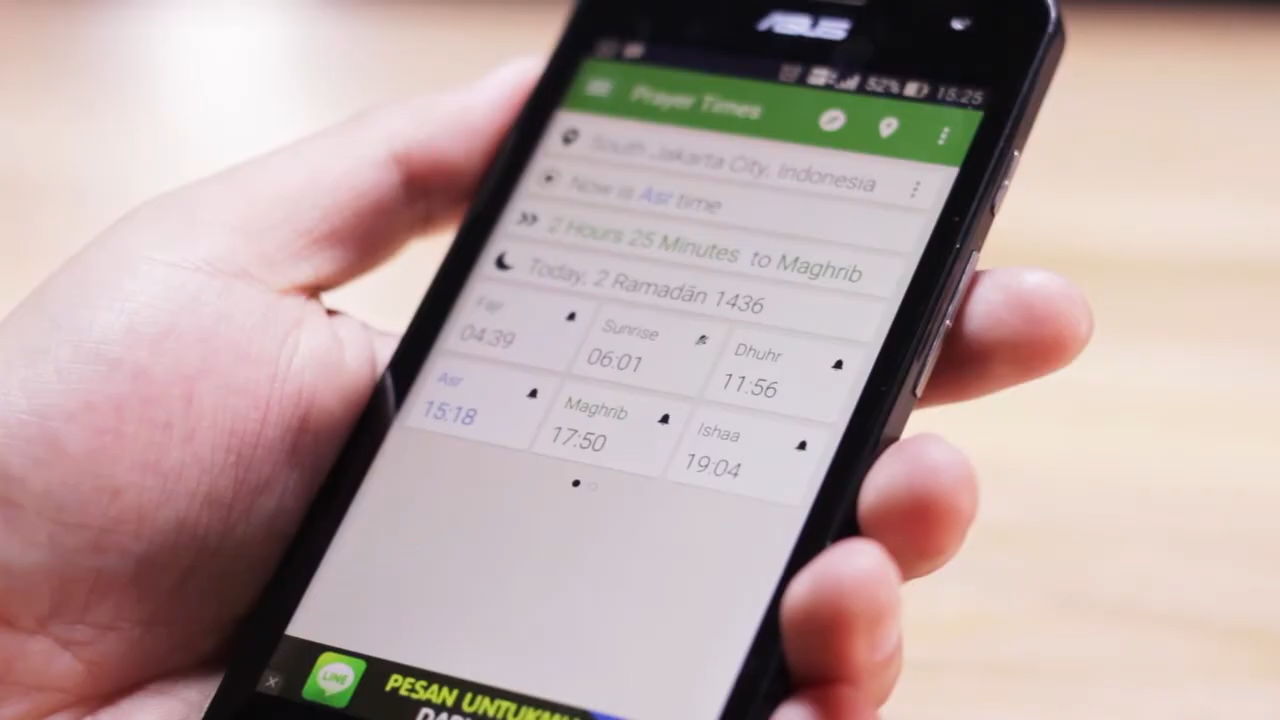 ASUS
52% 15:25
Prayer Times
South Jakarta City, Indonesia
Now is Asr time
2 Hours 25 Minutes to Maghrib
Today, 2 Ramadān 1436
Fajr
04:39
Sunrise
06:01
Dhuhr
11:56
Asr
15:18
Maghrib
17:50
Ishaa
19:04
LINE
PESAN UNTUKMU